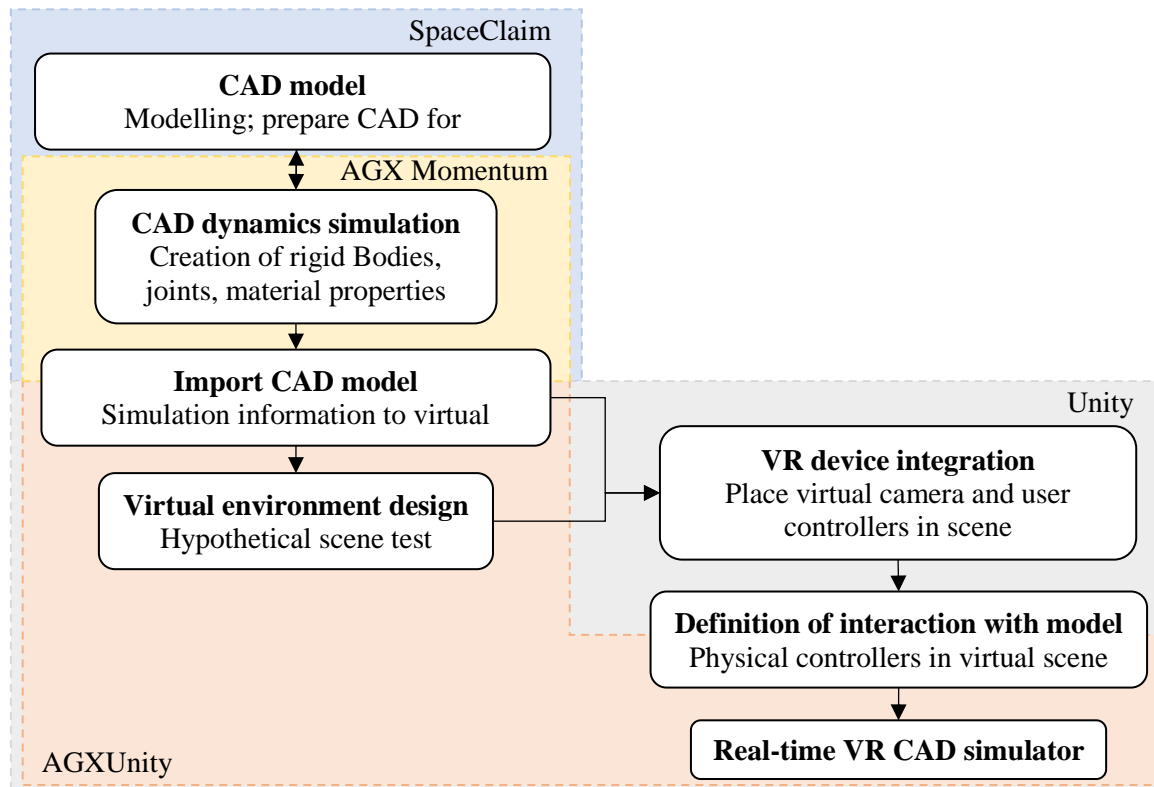 SpaceClaim
CAD model
Modelling; prepare CAD for
AGX Momentum
CAD dynamics simulation
Creation of rigid Bodies,
joints, material properties
Import CAD model
Simulation information to virtual
Unity
VR device integration
Place virtual camera and user
controllers in scene
Virtual environment design
Hypothetical scene test
Definition of interaction with model
Physical controllers in virtual scene
Real-time VR CAD simulator
AGXUnity